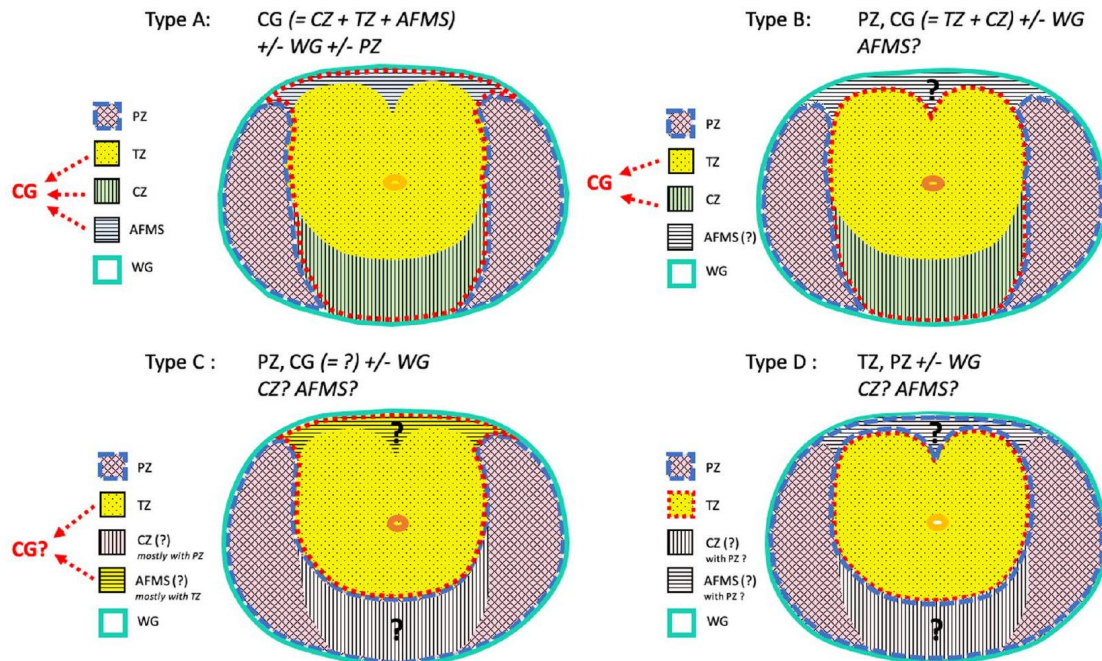 Type A: CG (= CZ + TZ + AFMS)
+/- WG +/- PZ
PZ
TZ
CG
CZ
AFMS
WG
Type B: PZ, CG (= TZ + CZ) +/- WG
AFMS?
?
PZ
TZ
CG
CZ
AFMS (?)
WG
Type C : PZ, CG (= ?) +/- WG
CZ? AFMS?
?
PZ
TZ
CG?
CZ (?)
mostly with PZ
AFMS (?)
mostly with TZ
WG
?
Type D : TZ, PZ +/- WG
CZ? AFMS?
?
PZ
TZ
CZ (?)
with PZ ?
AFMS (?)
with PZ ?
WG
?